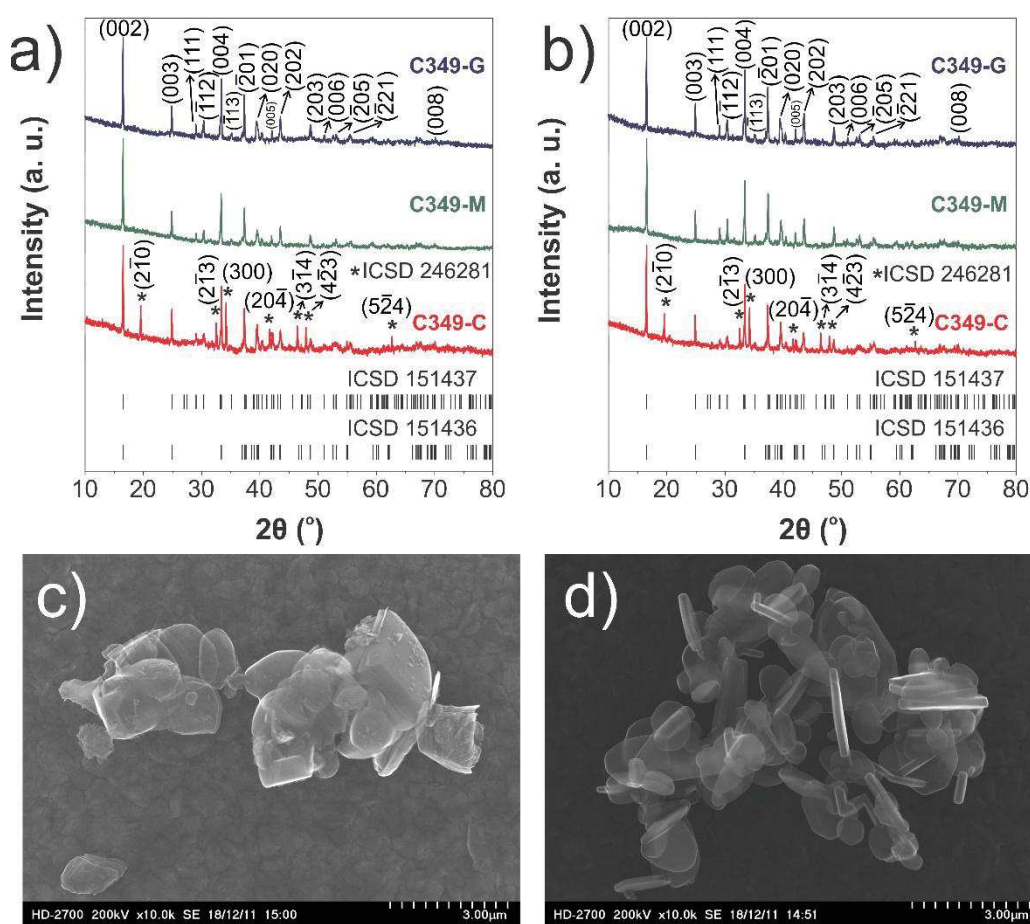 a)
Intensity (a. u.)
(002)
(003)
(111)
(1̄12)
(004)
(1̄13)
(2̄01)
(020)
(005)
(202)
(203)
(006)
(205)
(2̄21)
(008)
C349-G
C349-M
(21̄0)
(21̄3)
(300)
(204̄)
(31̄4)
(42̄3)
*ICSD 246281
(52̄4)
* * * * * * *
C349-C
ICSD 151437
ICSD 151436
10 20 30 40 50 60 70 80
2θ (°)
b)
Intensity (a. u.)
(002)
(003)
(111)
(1̄12)
(004)
(1̄13)
(2̄01)
(020)
(005)
(202)
(203)
(006)
(205)
(2̄21)
(008)
C349-G
C349-M
(21̄0)
(21̄3)
(300)
(204̄)
(31̄4)
(42̄3)
*ICSD 246281
(52̄4)
* * * * * * *
C349-C
ICSD 151437
ICSD 151436
10 20 30 40 50 60 70 80
2θ (°)
c)
HD-2700 200kV x10.0k SE 18/12/11 15:00
3.00μm
d)
HD-2700 200kV x10.0k SE 18/12/11 14:51
3.00μm